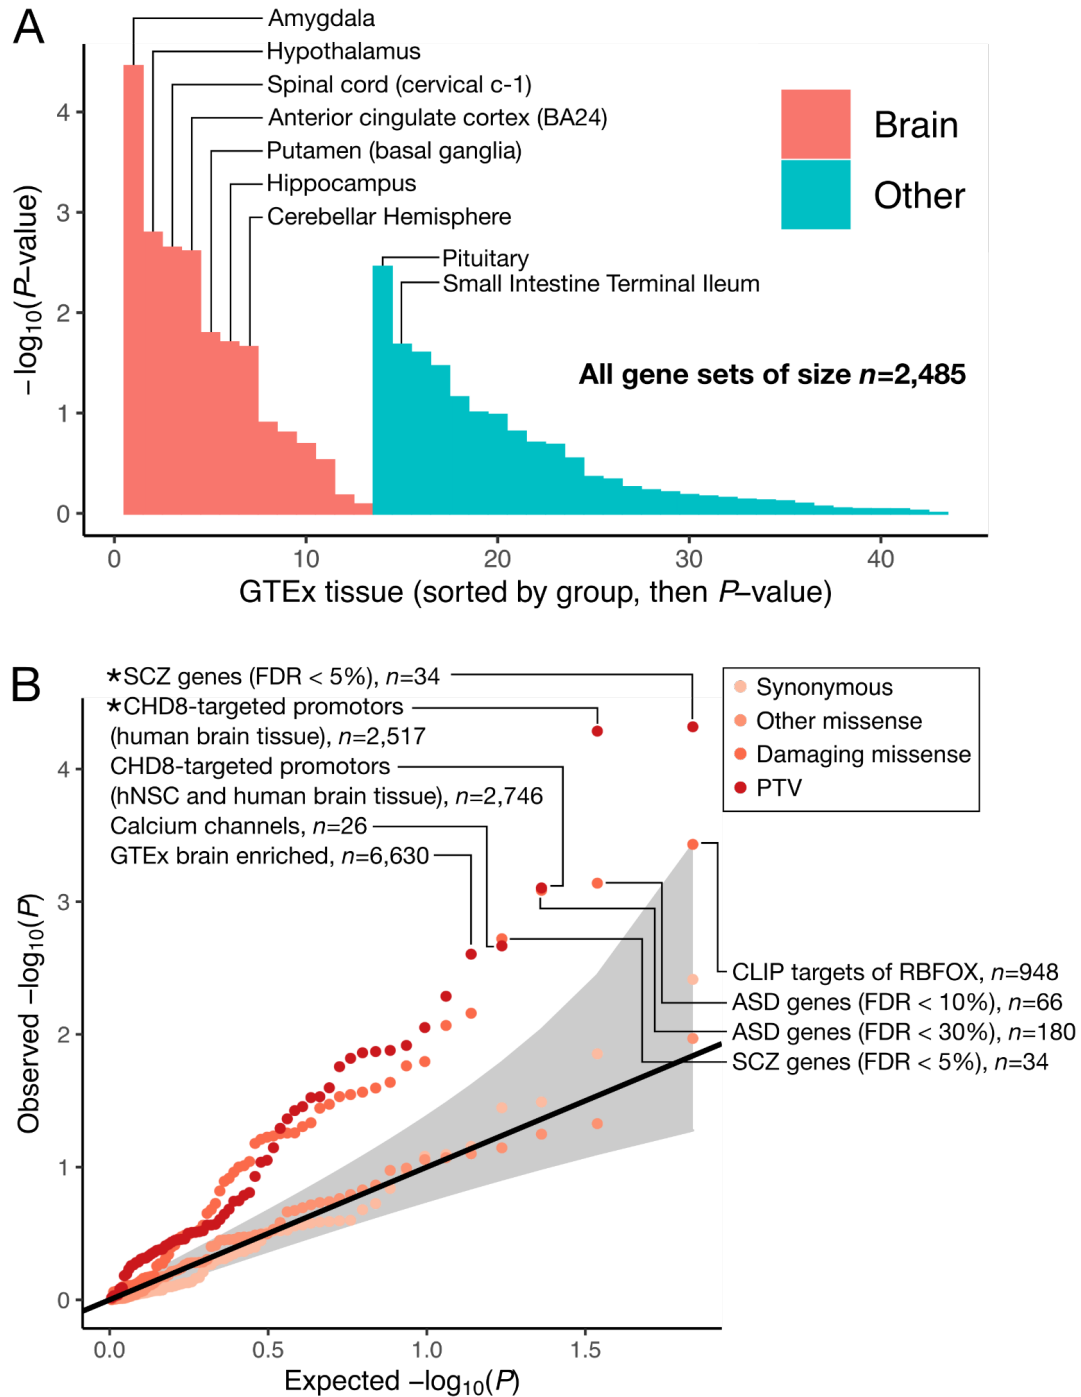 A
Amygdala
Hypothalamus
Spinal cord (cervical c-1)
Anterior cingulate cortex (BA24)
Putamen (basal ganglia)
Hippocampus
Cerebellar Hemisphere
Pituitary
Small Intestine Terminal Ileum
Brain
Other
All gene sets of size n=2,485
−log10(P−value)
4
3
2
1
0
0 10 20 30 40
GTEx tissue (sorted by group, then P−value)
B
*SCZ genes (FDR < 5%), n=34
*CHD8-targeted promotors
(human brain tissue), n=2,517
CHD8-targeted promotors
(hNSC and human brain tissue), n=2,746
Calcium channels, n=26
GTEx brain enriched, n=6,630
Synonymous
Other missense
Damaging missense
PTV
CLIP targets of RBFOX, n=948
ASD genes (FDR < 10%), n=66
ASD genes (FDR < 30%), n=180
SCZ genes (FDR < 5%), n=34
Observed −log10(P)
4
3
2
1
0
0.0 0.5 1.0 1.5
Expected −log10(P)